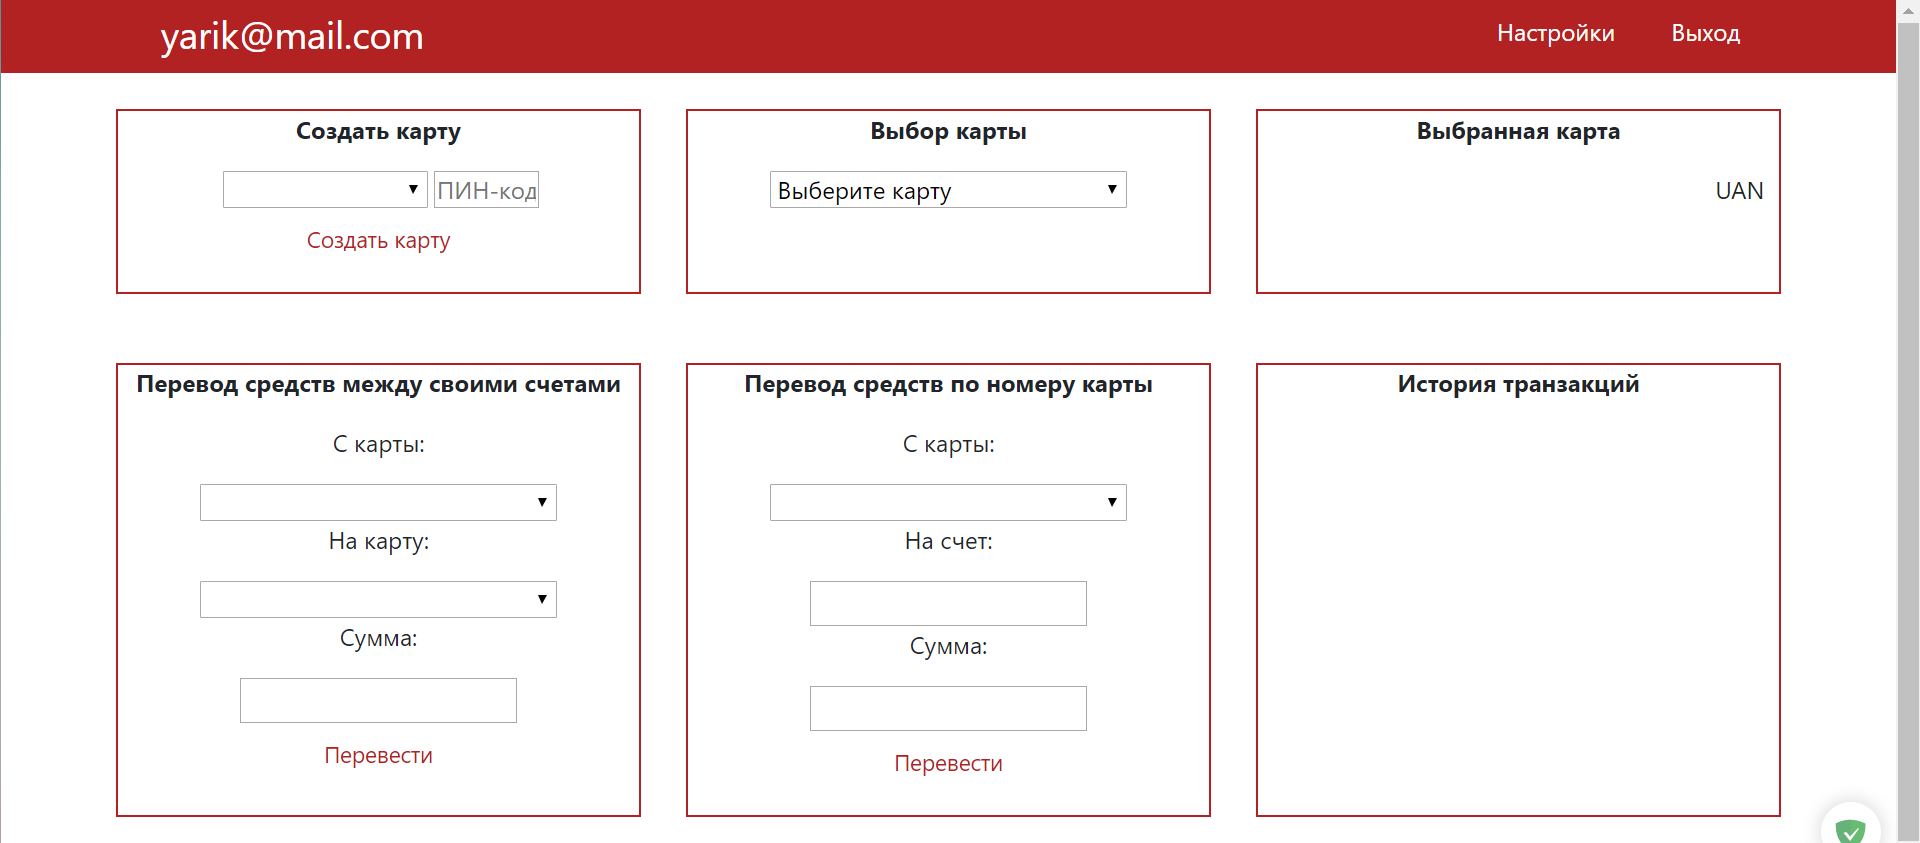 yarik@mail.com
Настройки
Выход
Создать карту
ПИН-код
Создать карту
Выбор карты
Выберите карту
Выбранная карта
UAN
Перевод средств между своими счетами
С карты:
На карту:
Сумма:
Перевести
Перевод средств по номеру карты
С карты:
На счет:
Сумма:
Перевести
История транзакций